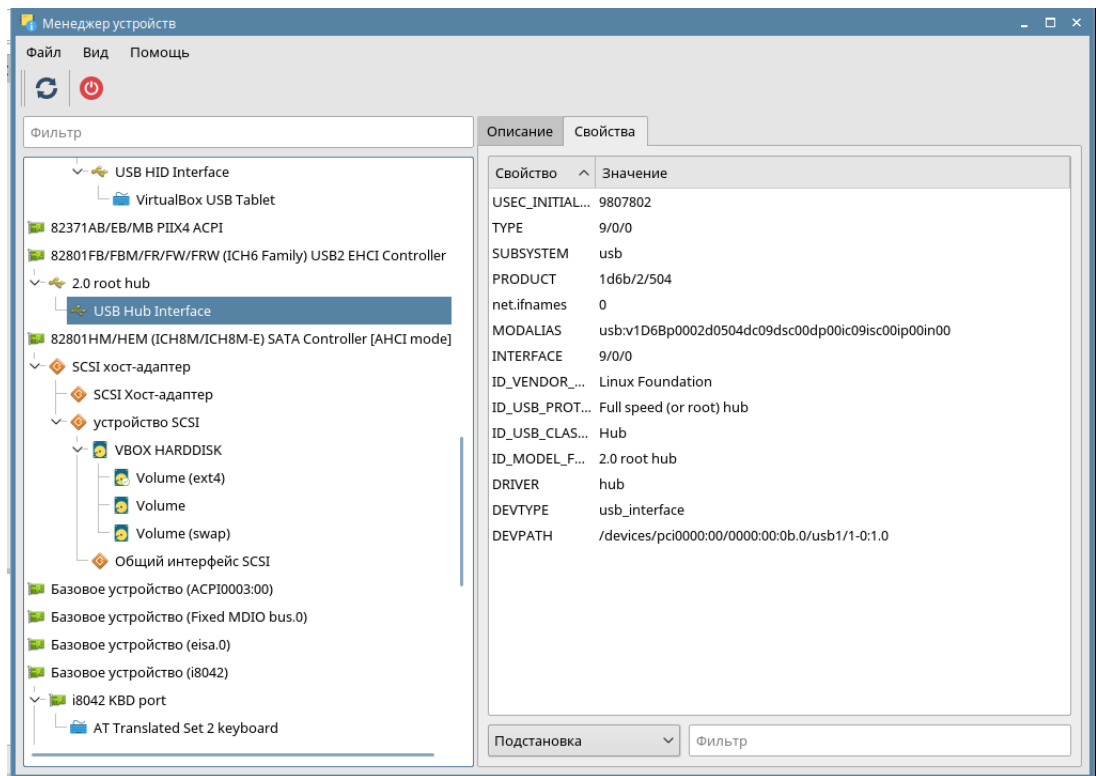 Менеджер устройств
Файл Вид Помощь
Фильтр
USB HID Interface
VirtualBox USB Tablet
82371AB/EB/MB PIIX4 ACPI
82801FB/FBM/FR/FW/FRW (ICH6 Family) USB2 EHCI Controller
2.0 root hub
USB Hub Interface
82801HM/HEM (ICH8M/ICH8M-E) SATA Controller [AHCI mode]
SCSI хост-адаптер
SCSI Хост-адаптер
устройство SCSI
VBOX HARDDISK
Volume (ext4)
Volume
Volume (swap)
Общий интерфейс SCSI
Базовое устройство (ACPI0003:00)
Базовое устройство (Fixed MDIO bus.0)
Базовое устройство (eisa.0)
Базовое устройство (i8042)
i8042 KBD port
AT Translated Set 2 keyboard
Описание Свойства
Свойство Значение
USEC_INITIAL... 9807802
TYPE 9/0/0
SUBSYSTEM usb
PRODUCT 1d6b/2/504
net.ifnames 0
MODALIAS usb:v1D6Bp0002d0504dc09dsc00dp00ic09isc00ip00in00
INTERFACE 9/0/0
ID_VENDOR_... Linux Foundation
ID_USB_PROT... Full speed (or root) hub
ID_USB_CLAS... Hub
ID_MODEL_F... 2.0 root hub
DRIVER hub
DEVTYPE usb_interface
DEVPATH /devices/pci0000:00/0000:00:0b.0/usb1/1-0:1.0
Подстановка Фильтр